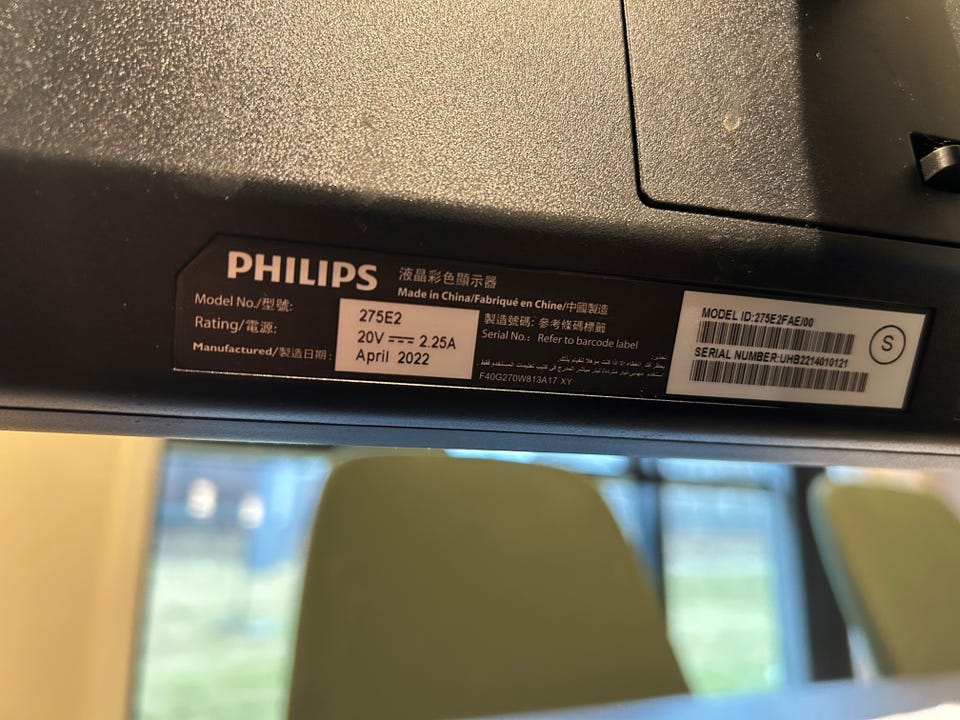 PHILIPS 液晶彩色顯示器
Made in China/Fabriqué en Chine/中國製造
Model No./型號: 275E2
Rating/電源: 20V ⎓ 2.25A
Manufactured/製造日期: April 2022
製造號碼: 參考條碼標籤
Serial No.: Refer to barcode label
F40G270W813A17 XY
MODEL ID:275E2FAE/00
SERIAL NUMBER:UHB2214010121
S